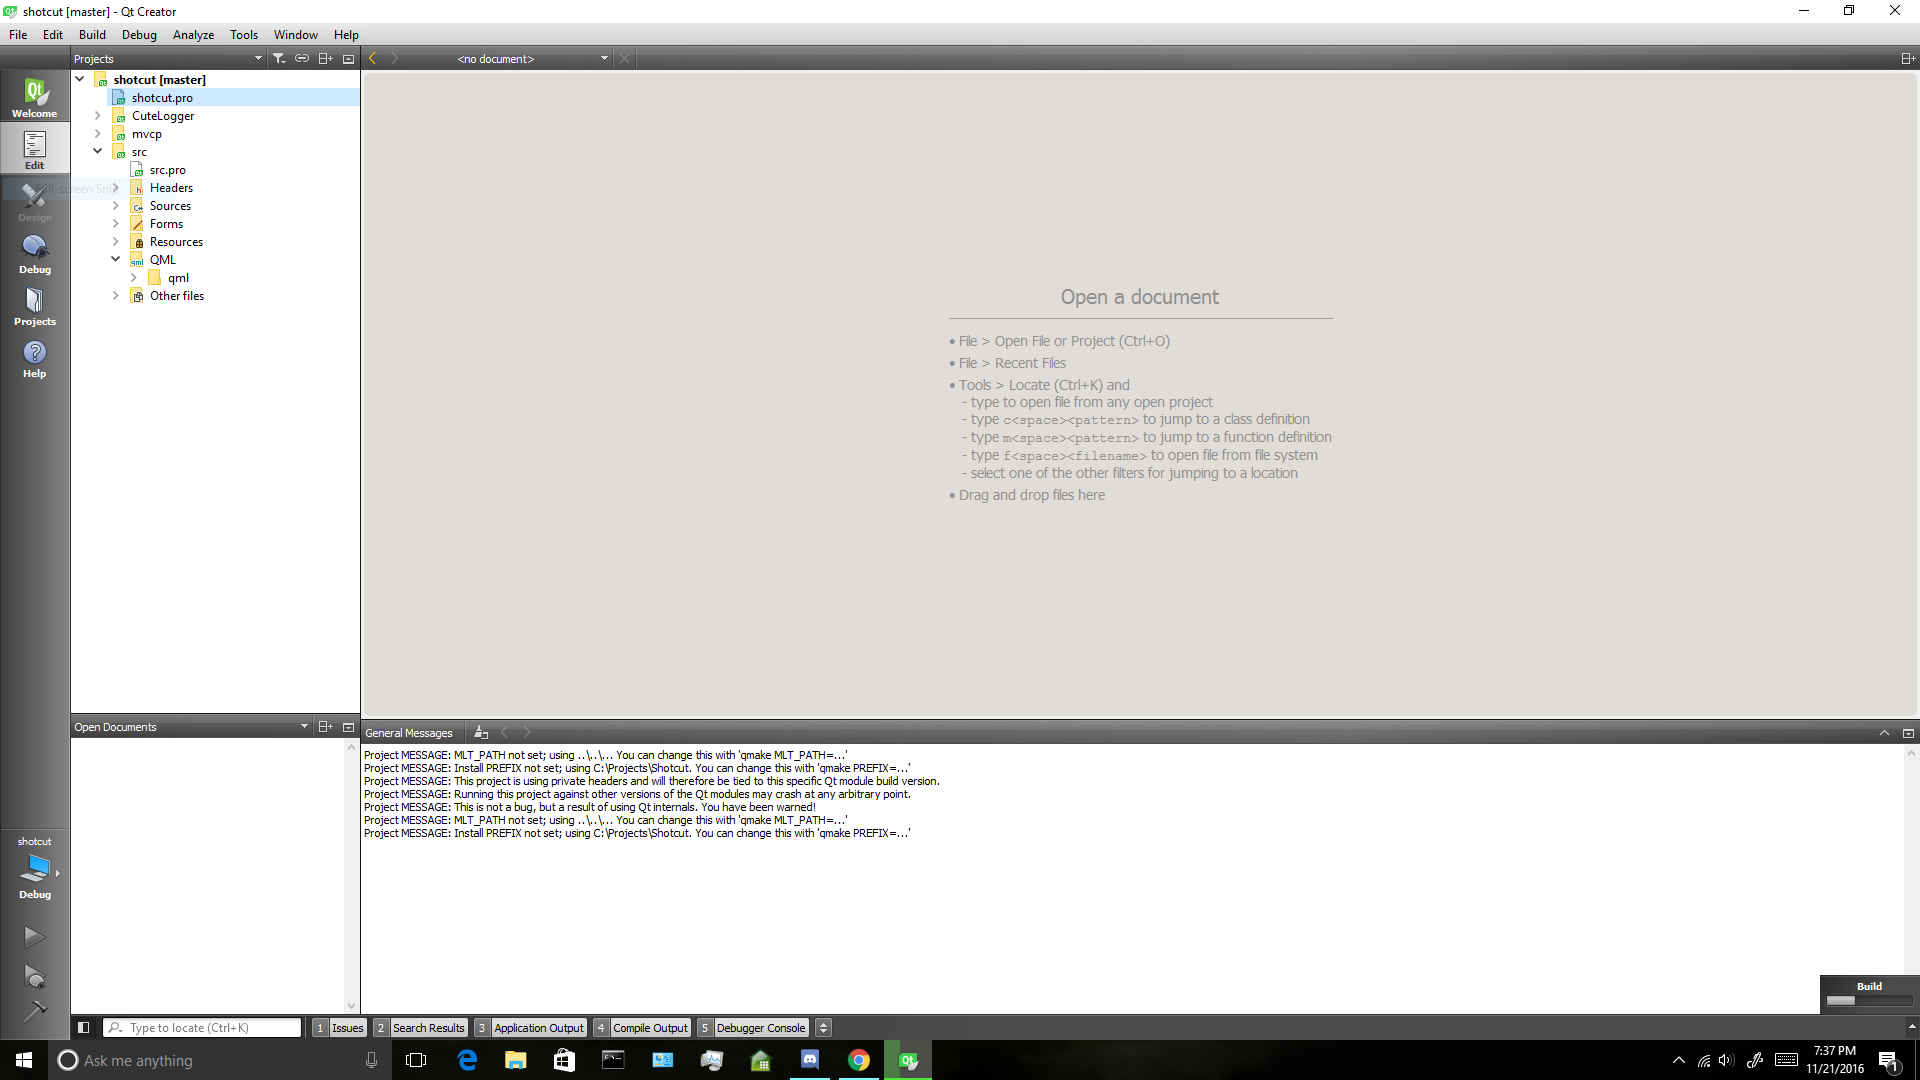 shotcut [master] - Qt Creator
File Edit Build Debug Analyze Tools Window Help
Projects
<no document>
shotcut [master]
shotcut.pro
CuteLogger
mvcp
src
src.pro
Headers
Sources
Forms
Resources
QML
qml
Other files
Welcome
Edit
Design
Debug
Projects
Help
Open a document
• File > Open File or Project (Ctrl+O)
• File > Recent Files
• Tools > Locate (Ctrl+K) and
- type to open file from any open project
- type c<space><pattern> to jump to a class definition
- type m<space><pattern> to jump to a function definition
- type f<space><filename> to open file from file system
- select one of the other filters for jumping to a location
• Drag and drop files here
Open Documents
General Messages
Project MESSAGE: MLT_PATH not set; using ..\..\... You can change this with 'qmake MLT_PATH=...'
Project MESSAGE: Install PREFIX not set; using C:\Projects\Shotcut. You can change this with 'qmake PREFIX=...'
Project MESSAGE: This project is using private headers and will therefore be tied to this specific Qt module build version.
Project MESSAGE: Running this project against other versions of the Qt modules may crash at any arbitrary point.
Project MESSAGE: This is not a bug, but a result of using Qt internals. You have been warned!
Project MESSAGE: MLT_PATH not set; using ..\..\... You can change this with 'qmake MLT_PATH=...'
Project MESSAGE: Install PREFIX not set; using C:\Projects\Shotcut. You can change this with 'qmake PREFIX=...'
shotcut
Debug
Build
Type to locate (Ctrl+K)
1 Issues 2 Search Results 3 Application Output 4 Compile Output 5 Debugger Console
Ask me anything
7:37 PM
11/21/2016
1